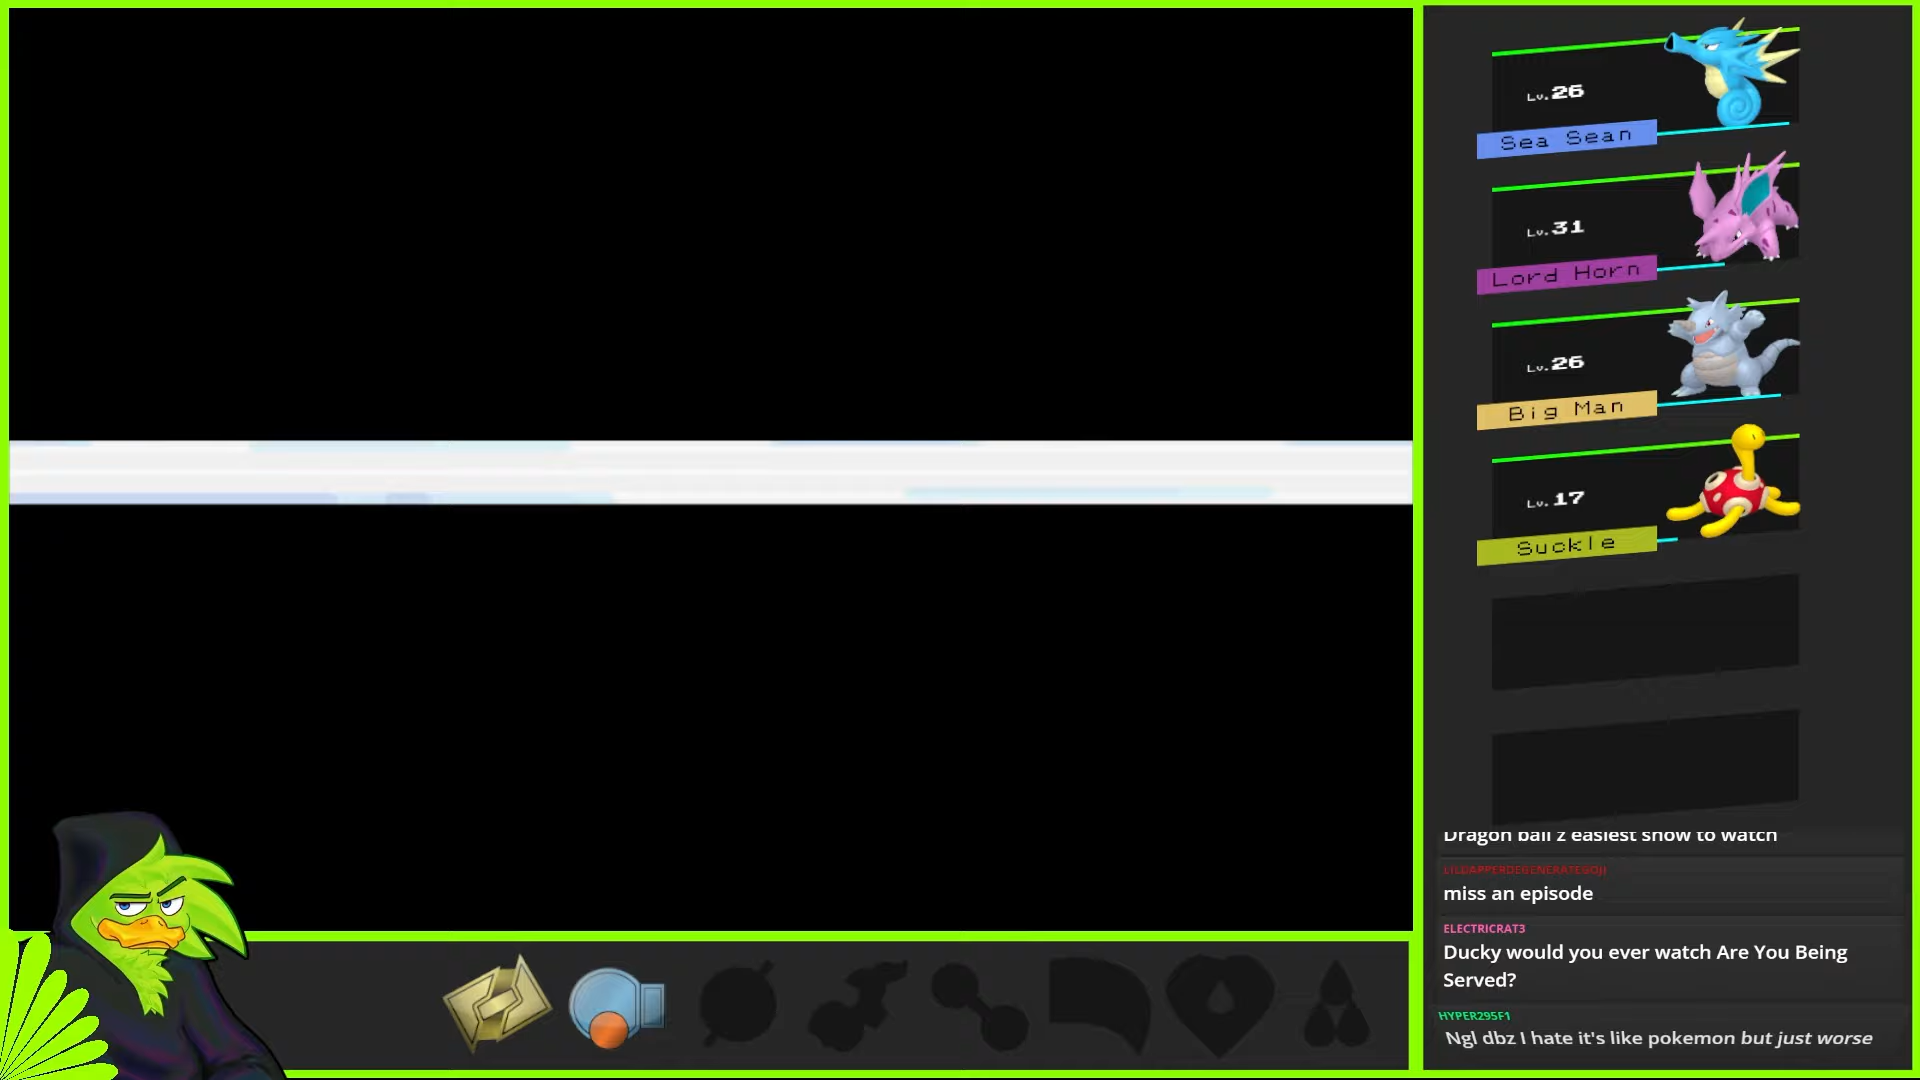 Lv.26
Sea Sean
Lv.31
Lord Horn
Lv.26
Big Man
Lv.17
Suckle
Dragon ball z easiest show to watch
LILDAPPERDEGENERATEGOJI
miss an episode
ELECTRICRAT3
Ducky would you ever watch Are You Being
Served?
HYPER295F1
Ngl dbz I hate it's like pokemon but just worse